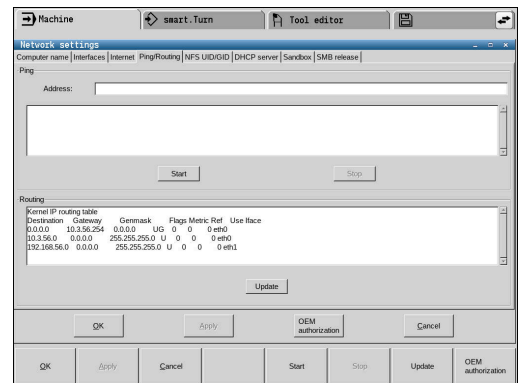 Machine smart.Turn Tool editor
Network settings
Computer name Interfaces Internet Ping/Routing NFS UID/GID DHCP server Sandbox SMB release
Ping
Address:
Start Stop
Routing
Kernel IP routing table
Destination Gateway Genmask Flags Metric Ref Use Iface
0.0.0.0 10.3.56.254 0.0.0.0 UG 0 0 0 eth0
10.3.56.0 0.0.0.0 255.255.255.0 U 0 0 0 eth0
192.168.56.0 0.0.0.0 255.255.255.0 U 0 0 0 eth1
Update
OK Apply OEM authorization Cancel
OK Apply Cancel Start Stop Update OEM authorization